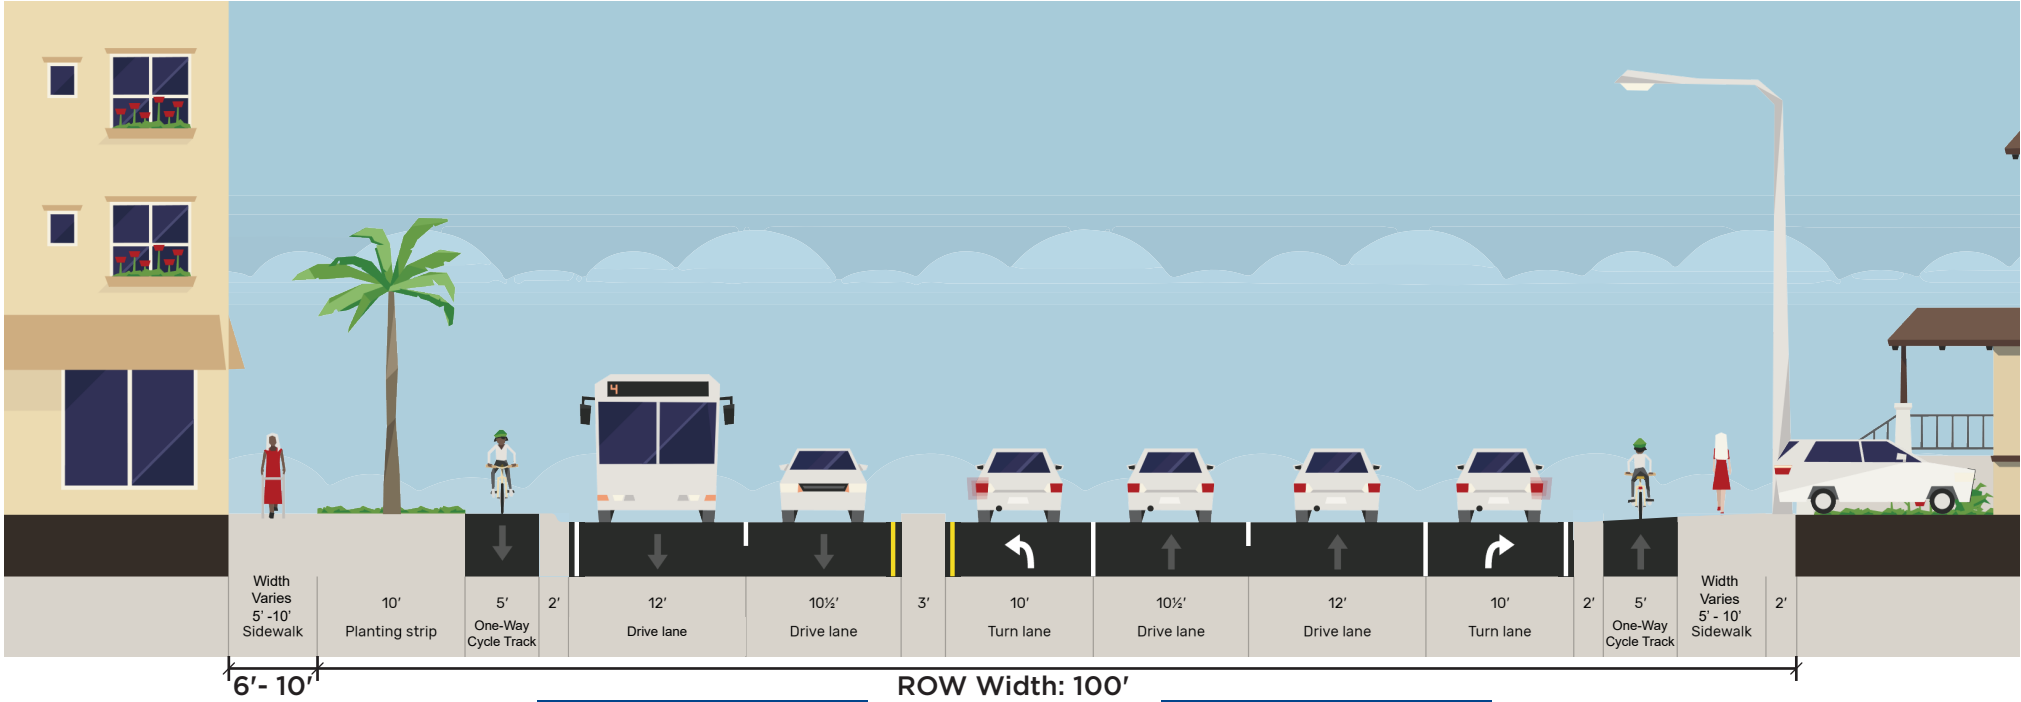 4
Width
Varies
5’ -10’
Sidewalk
10′
Planting strip
5′
One-Way
Cycle Track
2′
12′
Drive lane
10½′
Drive lane
3′
10′
Turn lane
10½′
Drive lane
12′
Drive lane
10′
Turn lane
2′
5′
One-Way
Cycle Track
Width
Varies
5’ - 10’
Sidewalk
2′
6'- 10'
ROW Width: 100'